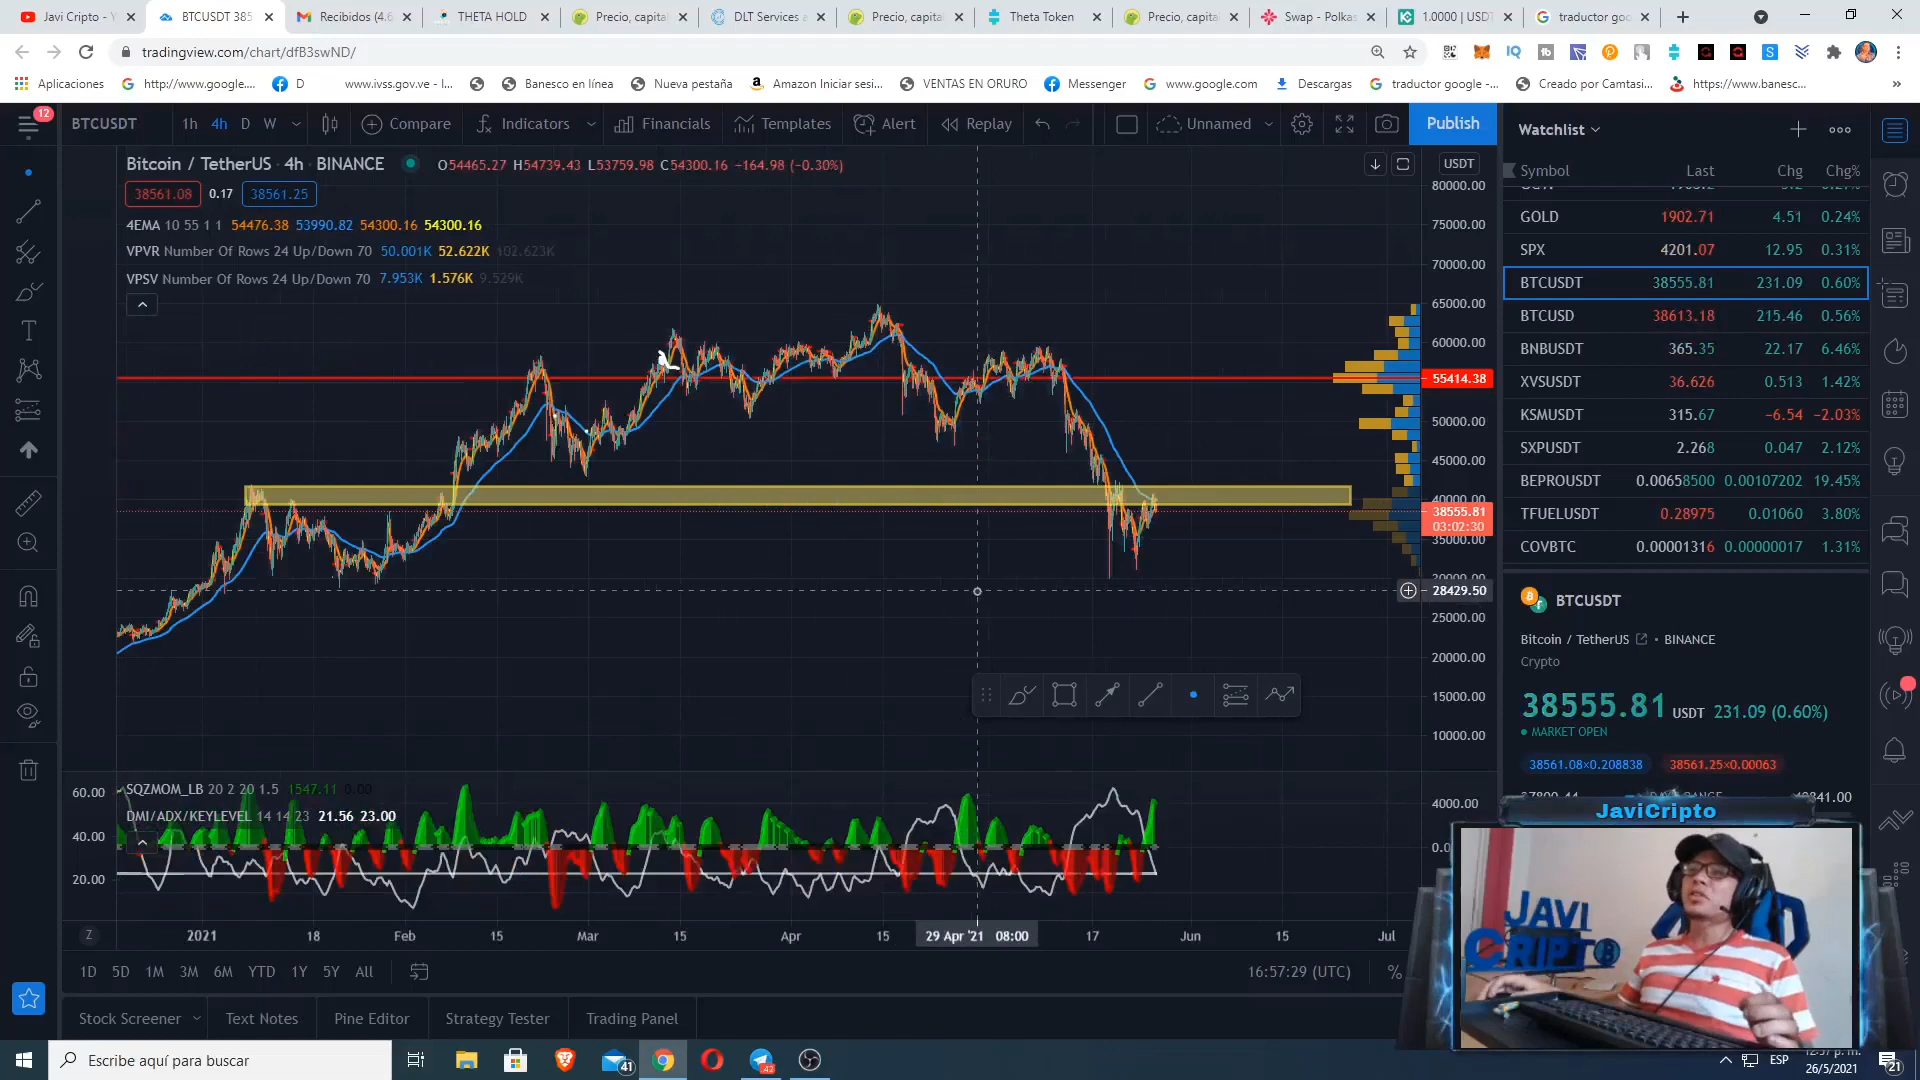 Javi Cripto - Y
BTCUSDT 385
Recibidos (4.6
THETA HOLD
Precio, capital
DLT Services a
Precio, capital
Theta Token
Precio, capital
Swap - Polkas
1.0000 | USDT
traductor goo
tradingview.com/chart/dfB3swND/
Aplicaciones
http://www.google....
D
www.ivss.gov.ve - I...
Banesco en línea
Nueva pestaña
Amazon Iniciar sesi...
VENTAS EN ORURO
Messenger
www.google.com
Descargas
traductor google -...
Creado por Camtasi...
https://www.banesc...
12
BTCUSDT
1h 4h D W
Compare
Indicators
Financials
Templates
Alert
Replay
Unnamed
Publish
Watchlist
Bitcoin / TetherUS · 4h · BINANCE
O54465.27 H54739.43 L53759.98 C54300.16 −164.98 (−0.30%)
USDT
Symbol Last Chg Chg%
38561.08 0.17 38561.25
4EMA 10 55 1 1 54476.38 53990.82 54300.16 54300.16
VPVR Number Of Rows 24 Up/Down 70 50.001K 52.622K 102.623K
VPSV Number Of Rows 24 Up/Down 70 7.953K 1.576K 9.529K
80000.00
75000.00
70000.00
65000.00
60000.00
55414.38
50000.00
45000.00
40000.00
38555.81
03:02:30
35000.00
30000.00
28429.50
25000.00
20000.00
15000.00
10000.00
GOLD 1902.71 4.51 0.24%
SPX 4201.07 12.95 0.31%
BTCUSDT 38555.81 231.09 0.60%
BTCUSD 38613.18 215.46 0.56%
BNBUSDT 365.35 22.17 6.46%
XVSUSDT 36.626 0.513 1.42%
KSMUSDT 315.67 −6.54 −2.03%
SXPUSDT 2.268 0.047 2.12%
BEPROUSDT 0.00658500 0.00107202 19.45%
TFUELUSDT 0.28975 0.01060 3.80%
COVBTC 0.00001316 0.00000017 1.31%
BTCUSDT
Bitcoin / TetherUS · BINANCE
Crypto
38555.81 USDT 231.09 (0.60%)
MARKET OPEN
38561.08×0.208838 38561.25×0.00063
SQZMOM_LB 20 2 20 1.5 1547.11 0.00
DMI/ADX/KEYLEVEL 14 14 23 21.56 23.00
60.00
40.00
20.00
4000.00
Z
2021 18 Feb 15 Mar 15 Apr 15 29 Apr '21 08:00 17 Jun 15 Jul
1D 5D 1M 3M 6M YTD 1Y 5Y All
16:57:29 (UTC)
%
Stock Screener
Text Notes
Pine Editor
Strategy Tester
Trading Panel
JaviCripto
JAVI
CRIPTO
Escribe aquí para buscar
41
42
ESP
26/5/2021
21